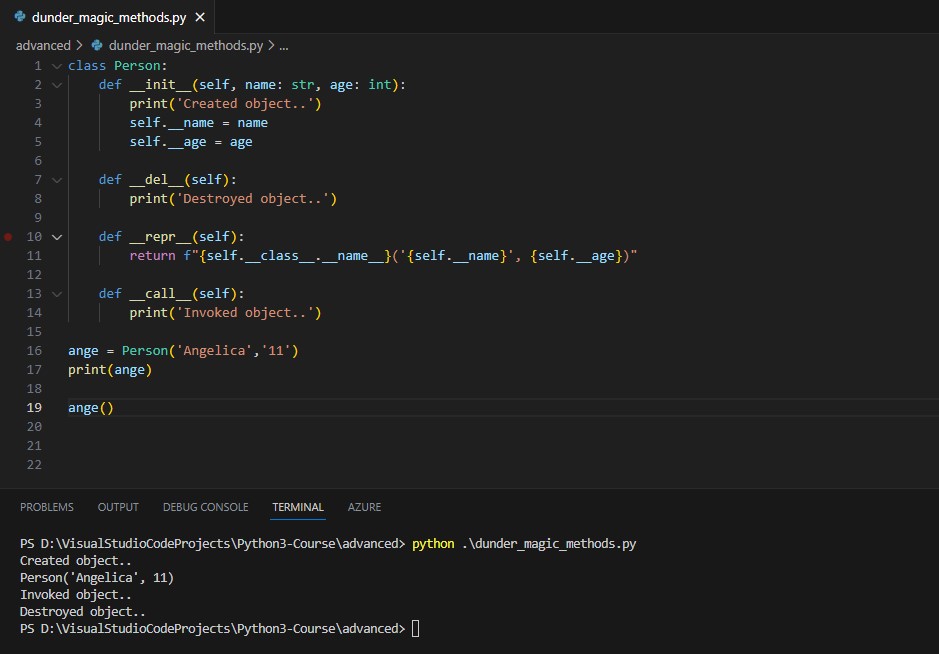 dunder_magic_methods.py ×
advanced > dunder_magic_methods.py > ...
1 class Person:
2     def __init__(self, name: str, age: int):
3         print('Created object..')
4         self.__name = name
5         self.__age = age
6
7     def __del__(self):
8         print('Destroyed object..')
9
10     def __repr__(self):
11         return f"{self.__class__.__name__}('{self.__name}', {self.__age})"
12
13     def __call__(self):
14         print('Invoked object..')
15
16 ange = Person('Angelica','11')
17 print(ange)
18
19 ange()
20
21
22
PROBLEMS OUTPUT DEBUG CONSOLE TERMINAL AZURE
PS D:\VisualStudioCodeProjects\Python3-Course\advanced> python .\dunder_magic_methods.py
Created object..
Person('Angelica', 11)
Invoked object..
Destroyed object..
PS D:\VisualStudioCodeProjects\Python3-Course\advanced>